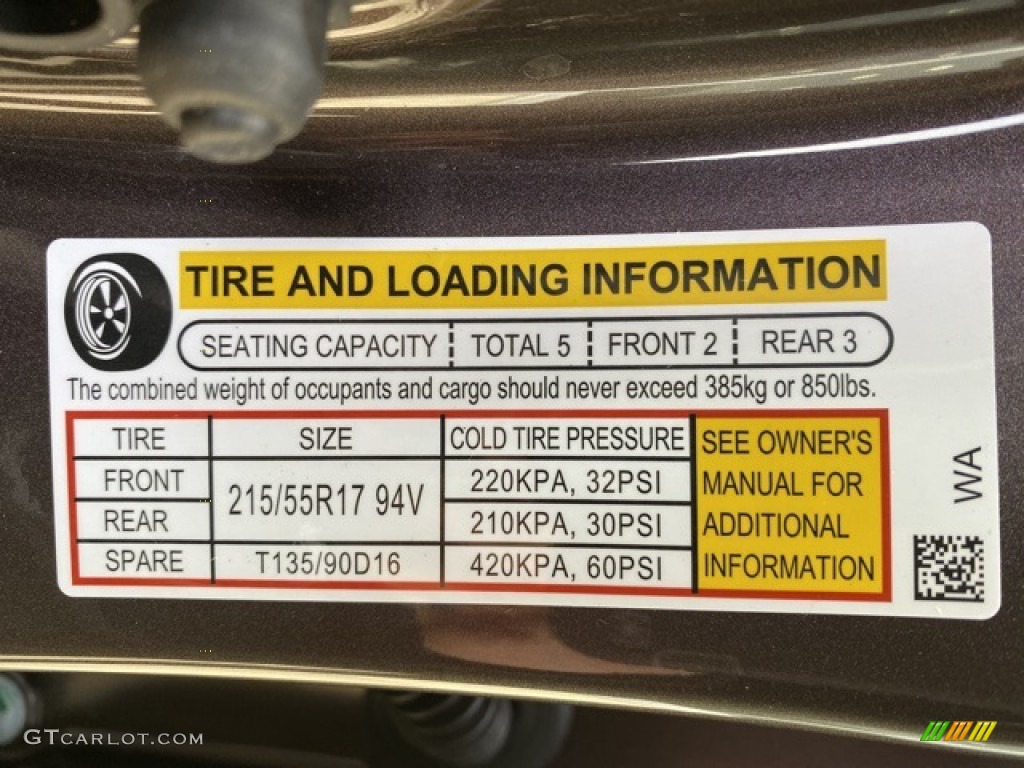 TIRE AND LOADING INFORMATION
SEATING CAPACITY TOTAL 5 FRONT 2 REAR 3
The combined weight of occupants and cargo should never exceed 385kg or 850lbs.
TIRE SIZE COLD TIRE PRESSURE
FRONT 215/55R17 94V 220KPA, 32PSI
REAR 210KPA, 30PSI
SPARE T135/90D16 420KPA, 60PSI
SEE OWNER'S
MANUAL FOR
ADDITIONAL
INFORMATION
WA
GTCARLOT.COM